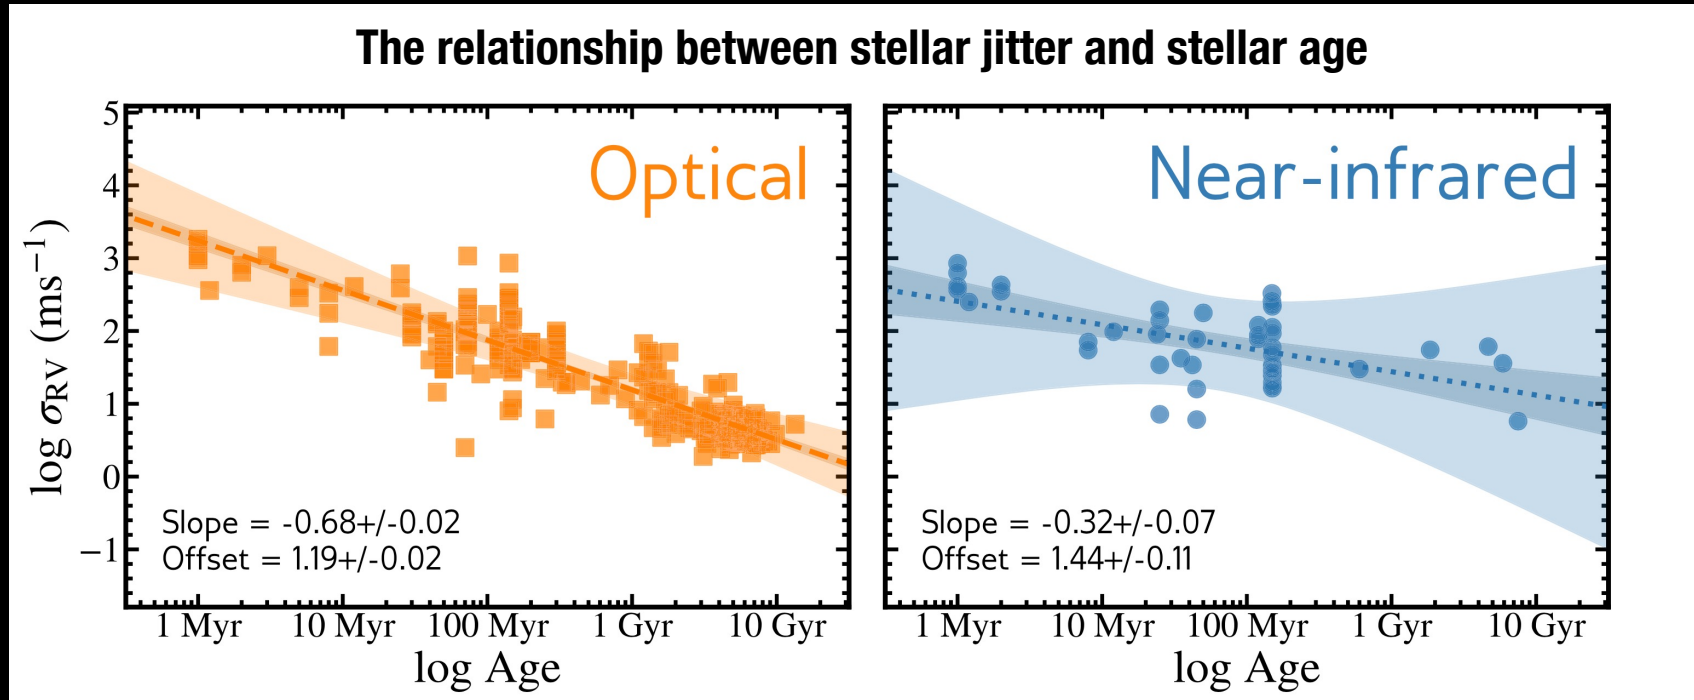 The relationship between stellar jitter and stellar age
Optical
5
4
3
2
1
0
−1
log σRV (ms−1)
Slope = -0.68+/-0.02
Offset = 1.19+/-0.02
1 Myr 10 Myr 100 Myr 1 Gyr 10 Gyr
log Age
Near-infrared
Slope = -0.32+/-0.07
Offset = 1.44+/-0.11
1 Myr 10 Myr 100 Myr 1 Gyr 10 Gyr
log Age